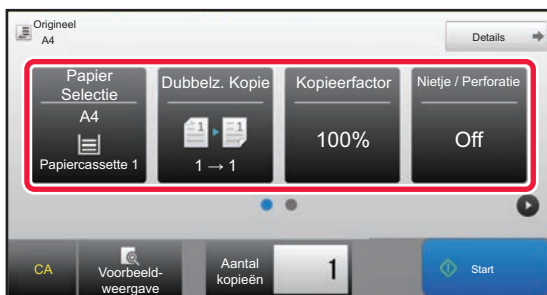 Origineel
A4
Details
Papier
Selectie
A4
Papiercassette 1
Dubbelz. Kopie
1 → 1
Kopieerfactor
100%
Nietje / Perforatie
Off
CA
Voorbeeld-
weergave
Aantal
kopieën
1
Start